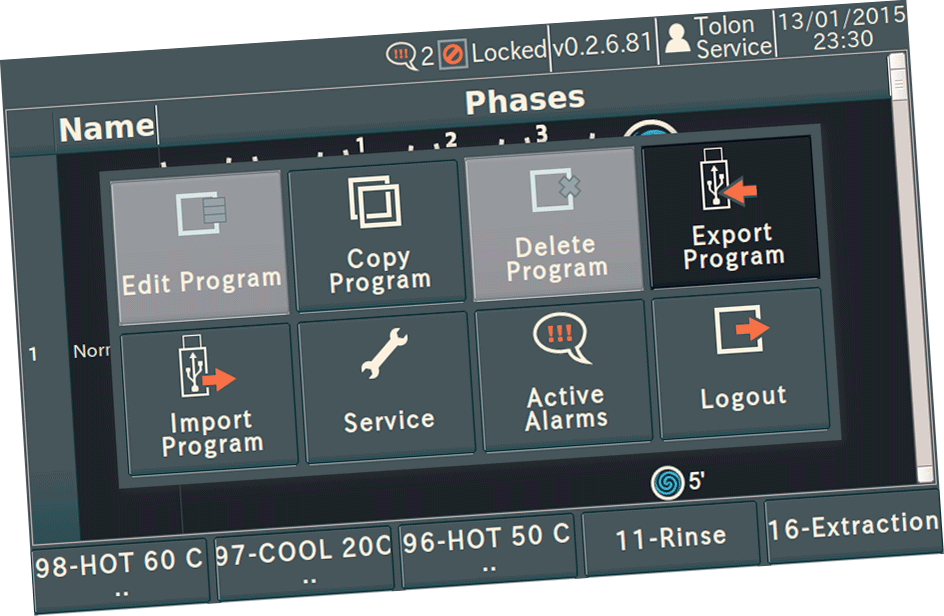 !!! 2 Locked v0.2.6.81 Tolon Service 13/01/2015 23:30
Name Phases
1 2 3
Edit Program
Copy
Program
Delete
Program
Export
Program
1
Import
Program
Service
!!!
Active
Alarms
Logout
5'
98-HOT 60 C
..
97-COOL 20C
..
96-HOT 50 C
..
11-Rinse
16-Extraction